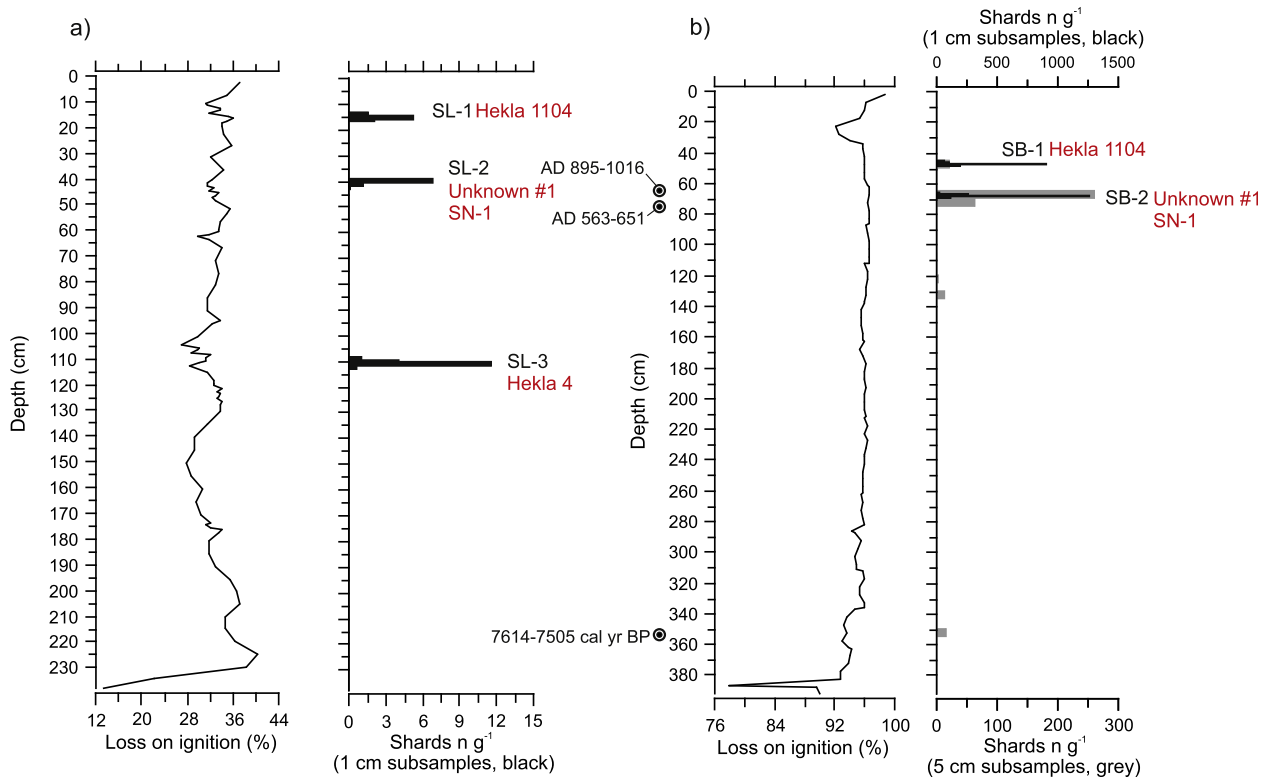 a)
0
10
20
30
40
50
60
70
80
90
100
110
120
130
140
150
160
170
180
190
200
210
220
230
Depth (cm)
12 20 28 36 44
Loss on ignition (%)
SL-1 Hekla 1104
SL-2
Unknown #1
SN-1
SL-3
Hekla 4
0 3 6 9 12 15
Shards n g⁻¹
(1 cm subsamples, black)
b)
AD 895-1016
AD 563-651
7614-7505 cal yr BP
0
20
40
60
80
100
120
140
160
180
200
220
240
260
280
300
320
340
360
380
Depth (cm)
76 84 92 100
Loss on ignition (%)
Shards n g⁻¹
(1 cm subsamples, black)
0 500 1000 1500
SB-1 Hekla 1104
SB-2 Unknown #1
SN-1
0 100 200 300
Shards n g⁻¹
(5 cm subsamples, grey)